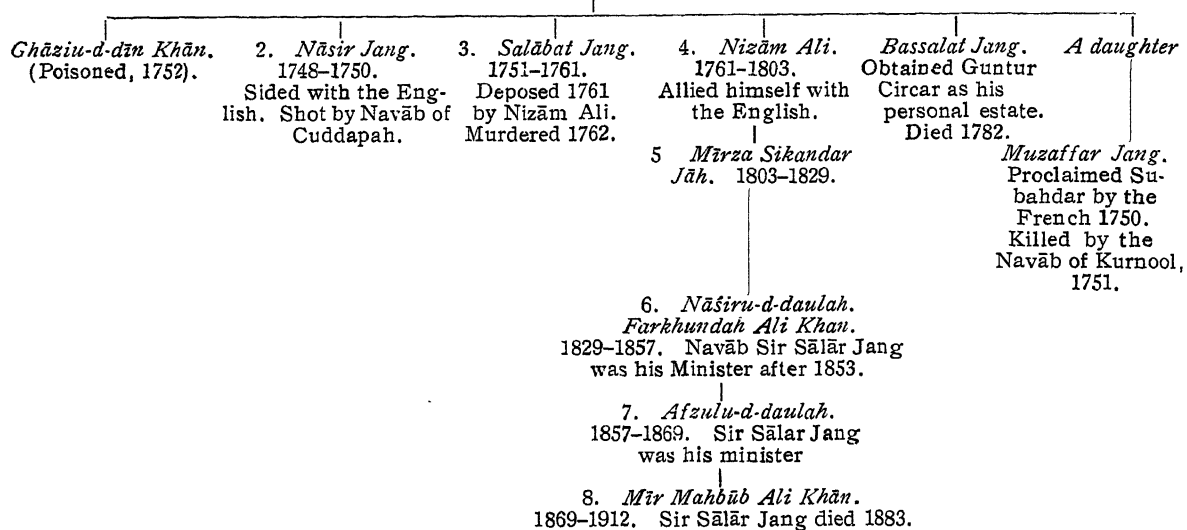 Ghāziu-d-dīn Khān.
(Poisoned, 1752).
2. Nāsir Jang.
1748–1750.
Sided with the Eng-
lish. Shot by Navāb of
Cuddapah.
3. Salābat Jang.
1751–1761.
Deposed 1761
by Nizām Ali.
Murdered 1762.
4. Nizām Ali.
1761–1803.
Allied himself with
the English.
Bassalat Jang.
Obtained Guntur
Circar as his
personal estate.
Died 1782.
A daughter
5 Mīrza Sikandar
Jāh. 1803–1829.
Muzaffar Jang.
Proclaimed Su-
bahdar by the
French 1750.
Killed by the
Navāb of Kurnool,
1751.
6. Nāśiru-d-daulah.
Farkhundah Ali Khan.
1829–1857. Navāb Sir Sālār Jang
was his Minister after 1853.
7. Afzulu-d-daulah.
1857–1869. Sir Sālar Jang
was his minister
8. Mīr Mahbūb Ali Khān.
1869–1912. Sir Sālār Jang died 1883.